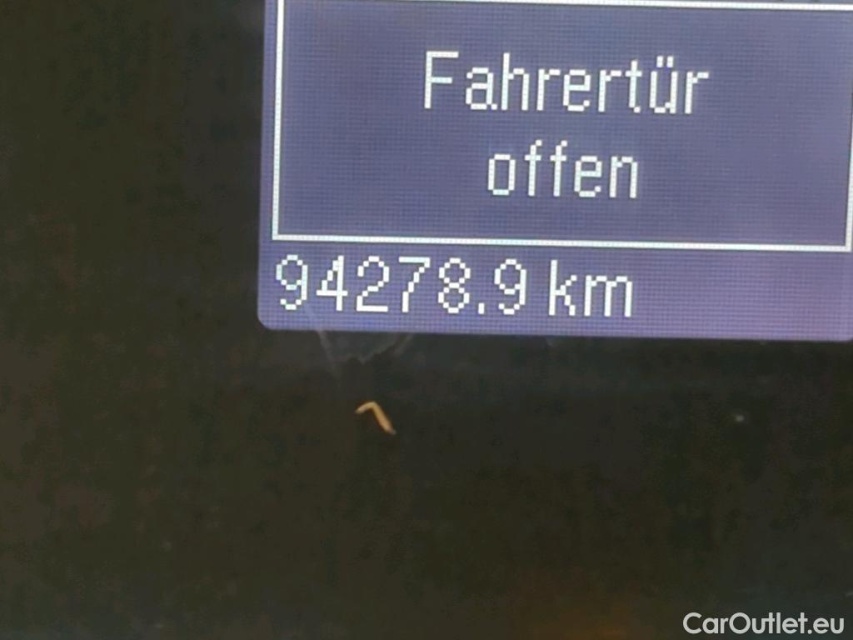 Fahrertür
offen
94278.9 km
CarOutlet.eu